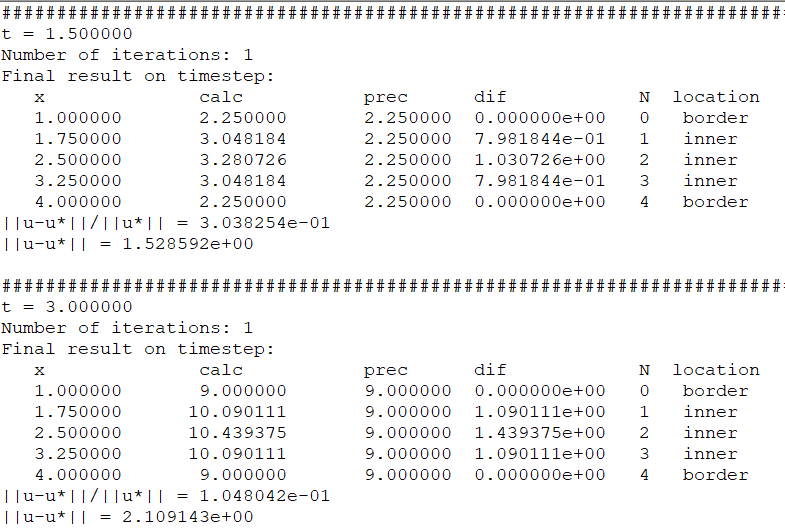 ################################################################################
t = 1.500000
Number of iterations: 1
Final result on timestep:
x calc prec dif N location
1.000000 2.250000 2.250000 0.000000e+00 0 border
1.750000 3.048184 2.250000 7.981844e-01 1 inner
2.500000 3.280726 2.250000 1.030726e+00 2 inner
3.250000 3.048184 2.250000 7.981844e-01 3 inner
4.000000 2.250000 2.250000 0.000000e+00 4 border
||u-u*||/||u*|| = 3.038254e-01
||u-u*|| = 1.528592e+00
################################################################################
t = 3.000000
Number of iterations: 1
Final result on timestep:
x calc prec dif N location
1.000000 9.000000 9.000000 0.000000e+00 0 border
1.750000 10.090111 9.000000 1.090111e+00 1 inner
2.500000 10.439375 9.000000 1.439375e+00 2 inner
3.250000 10.090111 9.000000 1.090111e+00 3 inner
4.000000 9.000000 9.000000 0.000000e+00 4 border
||u-u*||/||u*|| = 1.048042e-01
||u-u*|| = 2.109143e+00